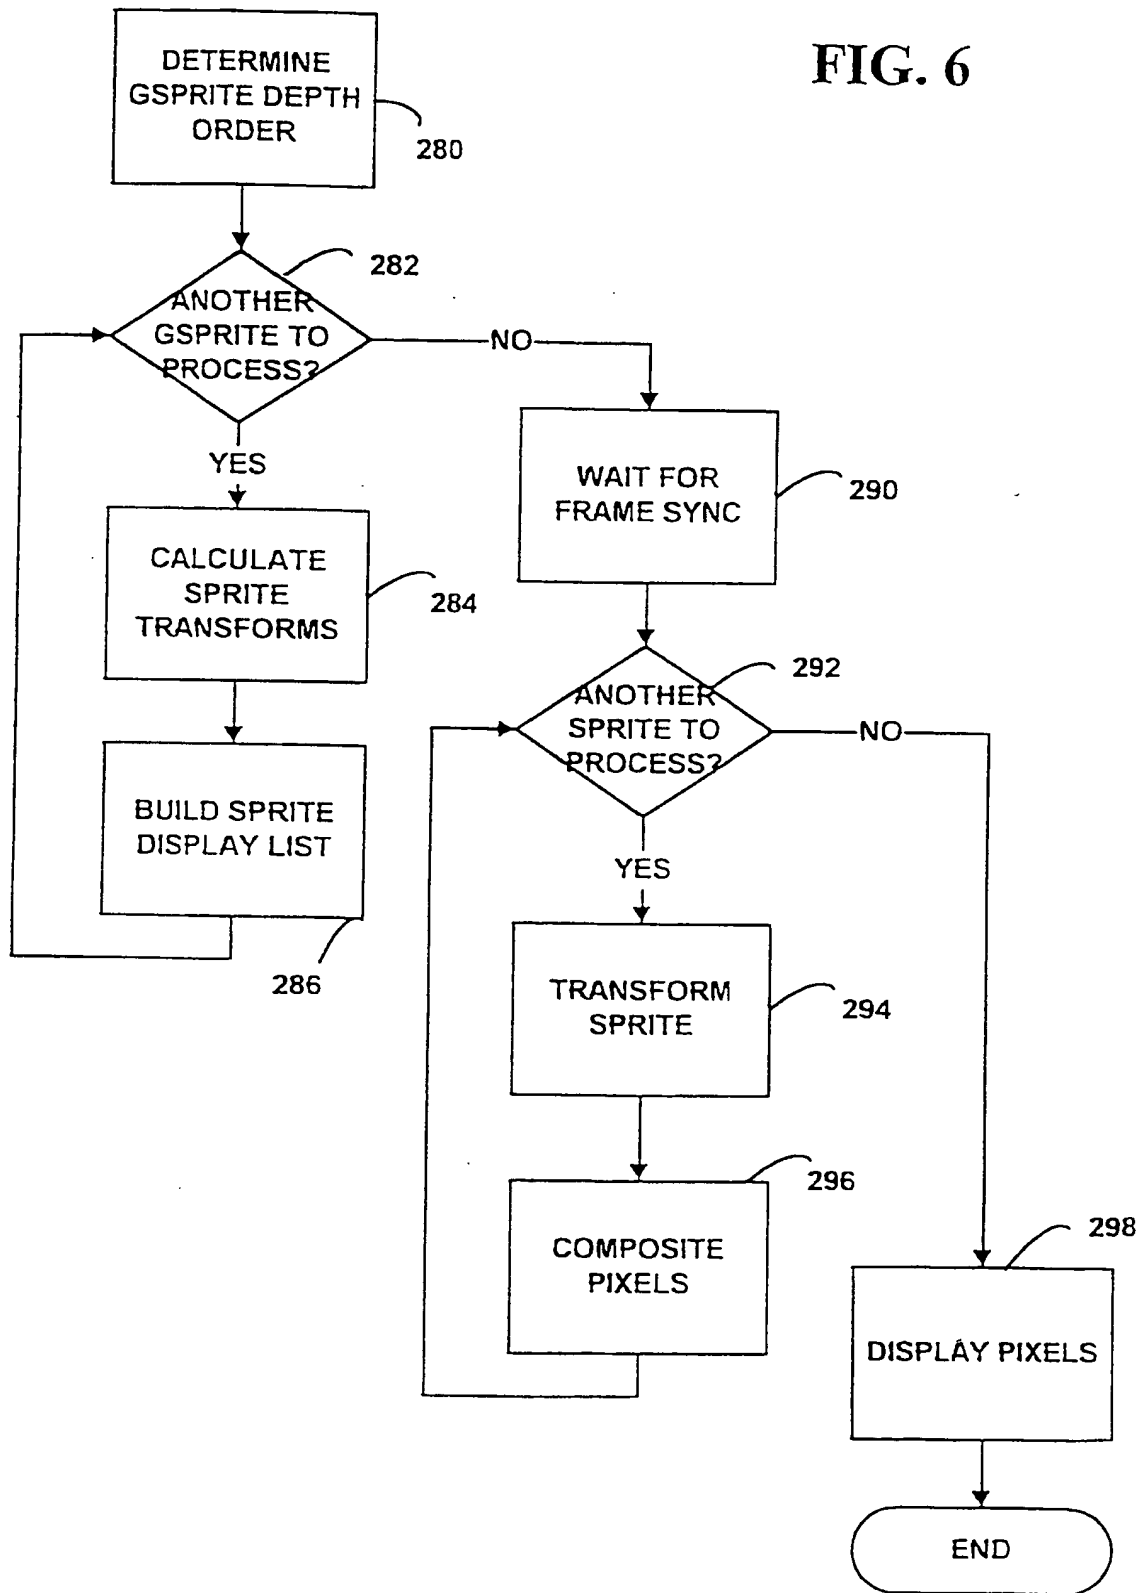 FIG. 6
DETERMINE
GSPRITE DEPTH
ORDER
280
282
ANOTHER
GSPRITE TO
PROCESS?
NO
YES
CALCULATE
SPRITE
TRANSFORMS
284
BUILD SPRITE
DISPLAY LIST
286
WAIT FOR
FRAME SYNC
290
292
ANOTHER
SPRITE TO
PROCESS?
NO
YES
TRANSFORM
SPRITE
294
296
COMPOSITE
PIXELS
298
DISPLAY PIXELS
END